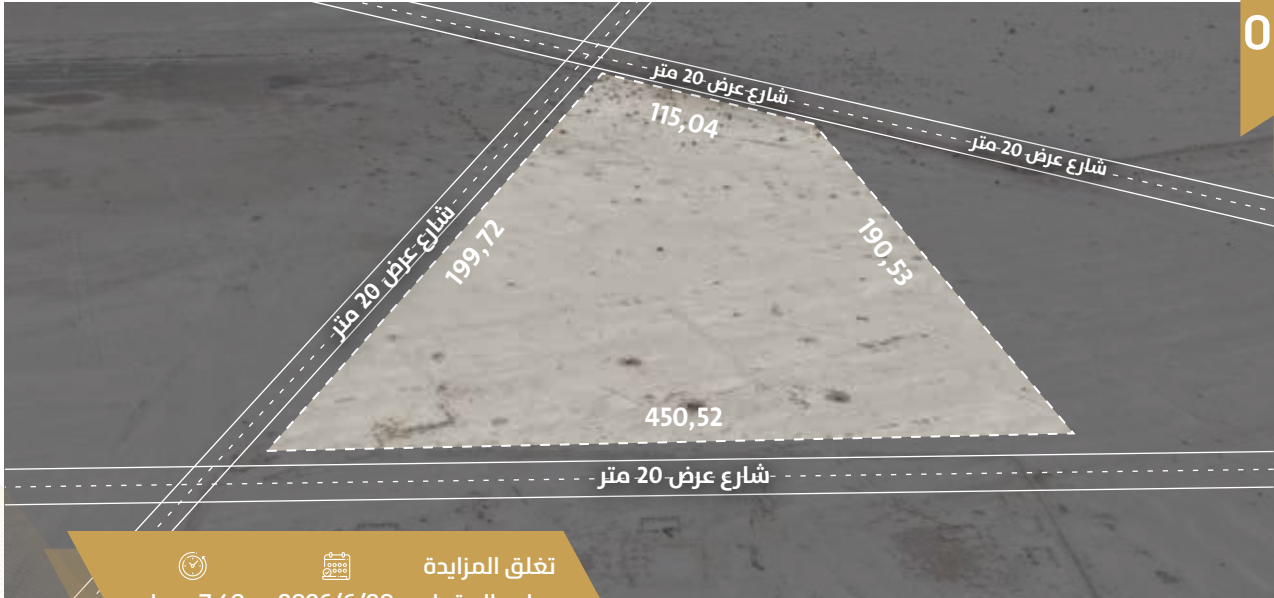 0
شارع عرض 20 متر
115,04
شارع عرض 20 متر
شارع عرض 20 متر
199,72
190,53
450,52
شارع عرض 20 متر
تغلق المزايدة